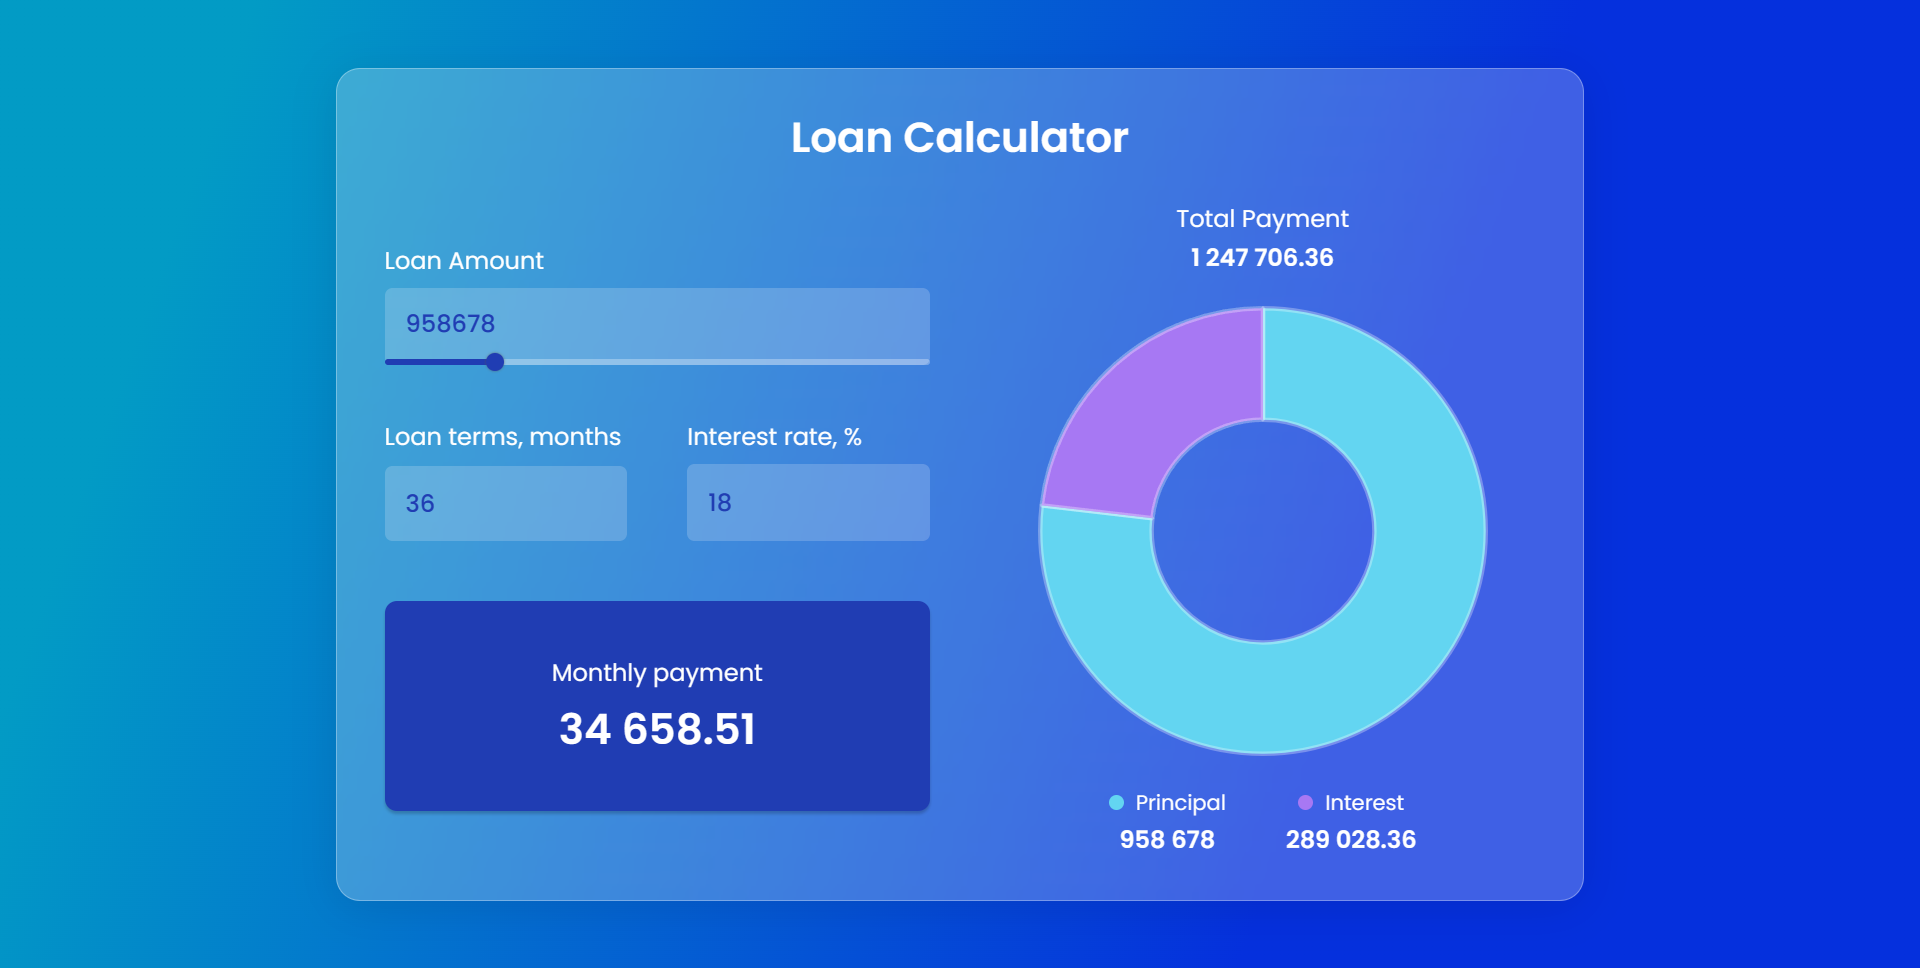 Loan Calculator
Loan Amount
958678
Loan terms, months
Interest rate, %
36
18
Monthly payment
34 658.51
Total Payment
1 247 706.36
Principal
Interest
958 678
289 028.36